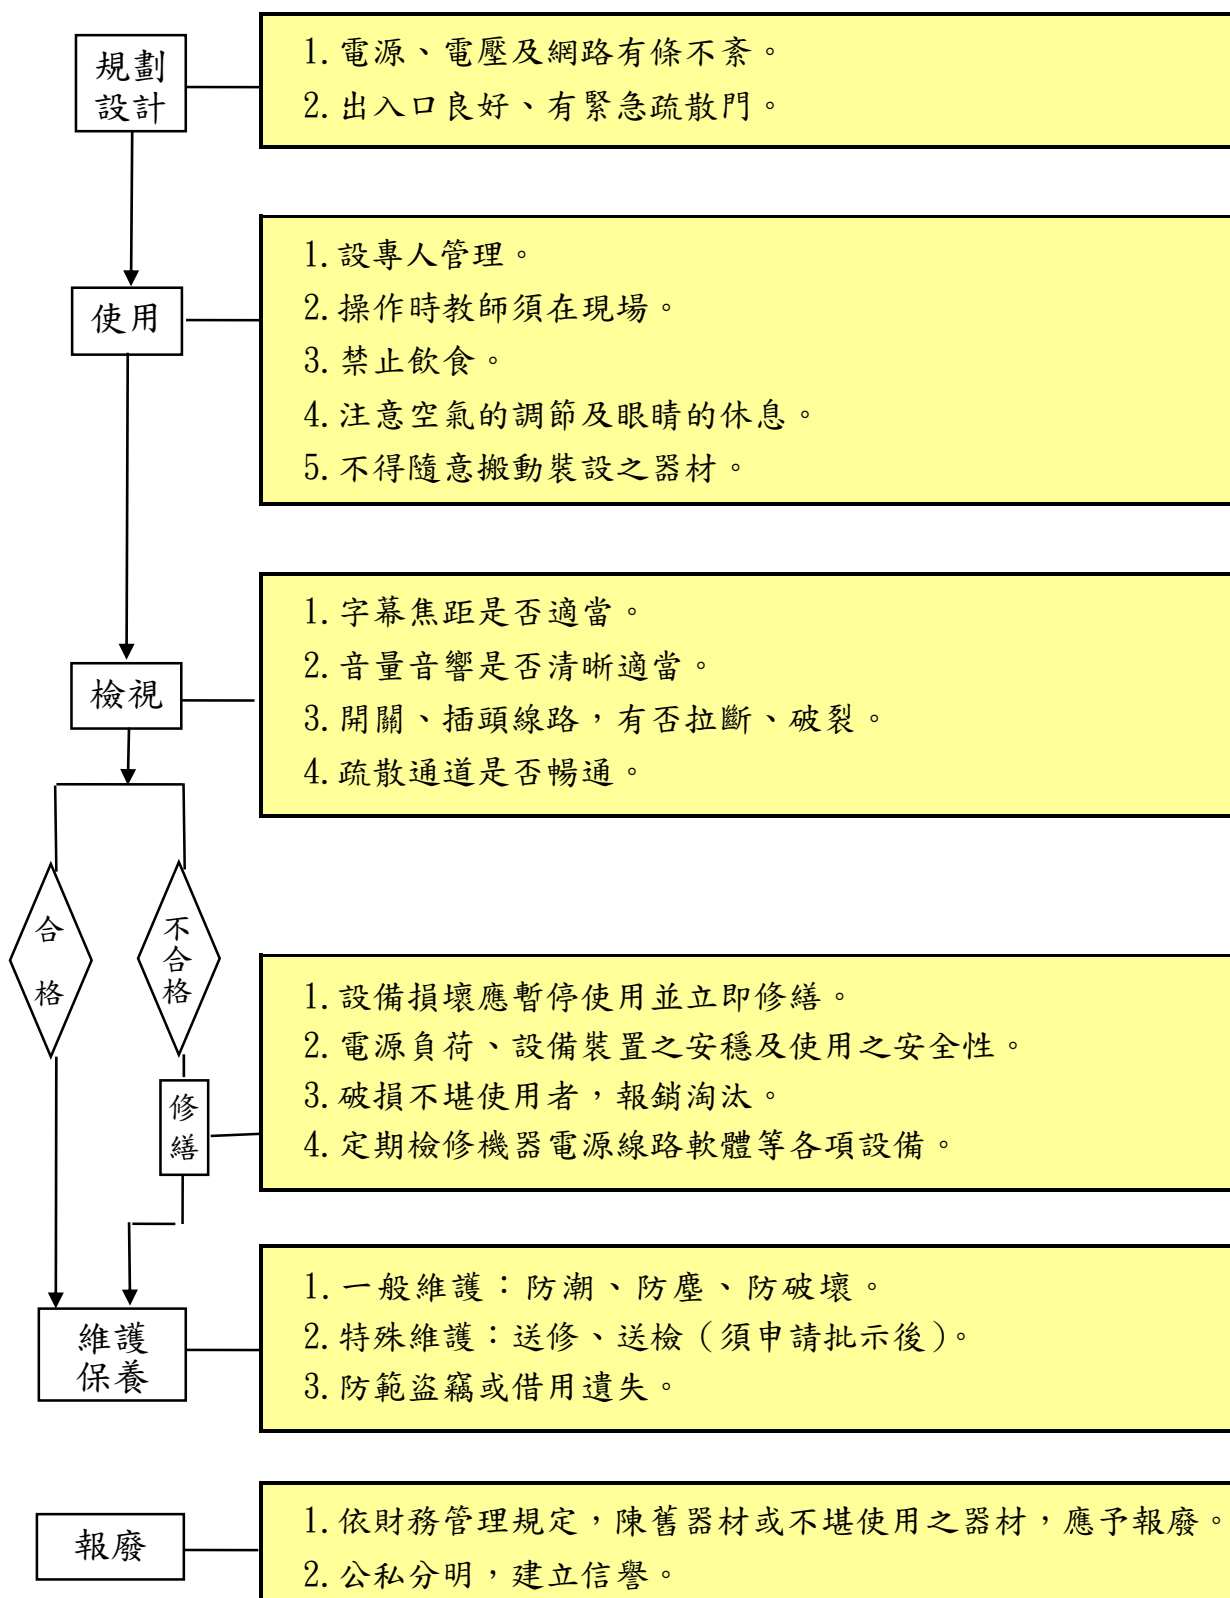 規劃
設計
1.電源、電壓及網路有條不紊。
2.出入口良好、有緊急疏散門。
使用
1.設專人管理。
2.操作時教師須在現場。
3.禁止飲食。
4.注意空氣的調節及眼睛的休息。
5.不得隨意搬動裝設之器材。
檢視
1.字幕焦距是否適當。
2.音量音響是否清晰適當。
3.開關、插頭線路，有否拉斷、破裂。
4.疏散通道是否暢通。
合
格
不
合
格
修
繕
1.設備損壞應暫停使用並立即修繕。
2.電源負荷、設備裝置之安穩及使用之安全性。
3.破損不堪使用者，報銷淘汰。
4.定期檢修機器電源線路軟體等各項設備。
維護
保養
1.一般維護：防潮、防塵、防破壞。
2.特殊維護：送修、送檢（須申請批示後）。
3.防範盜竊或借用遺失。
報廢
1.依財務管理規定，陳舊器材或不堪使用之器材，應予報廢。
2.公私分明，建立信譽。